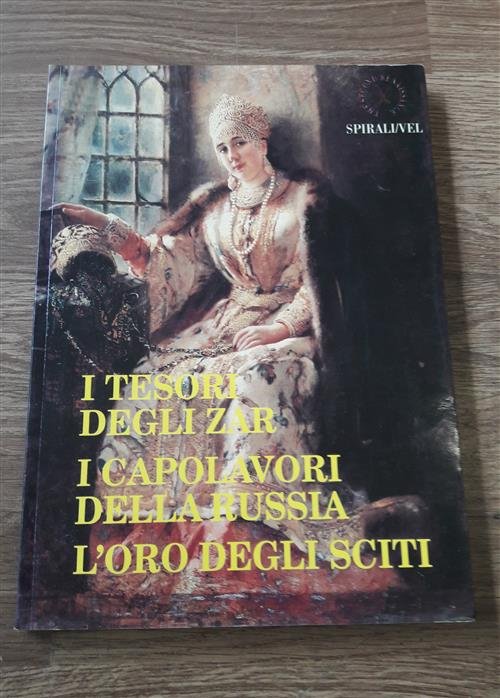 SPIRALI/VEL
I TESORI
DEGLI ZAR
I CAPOLAVORI
DELLA RUSSIA
L'ORO DEGLI SCITI